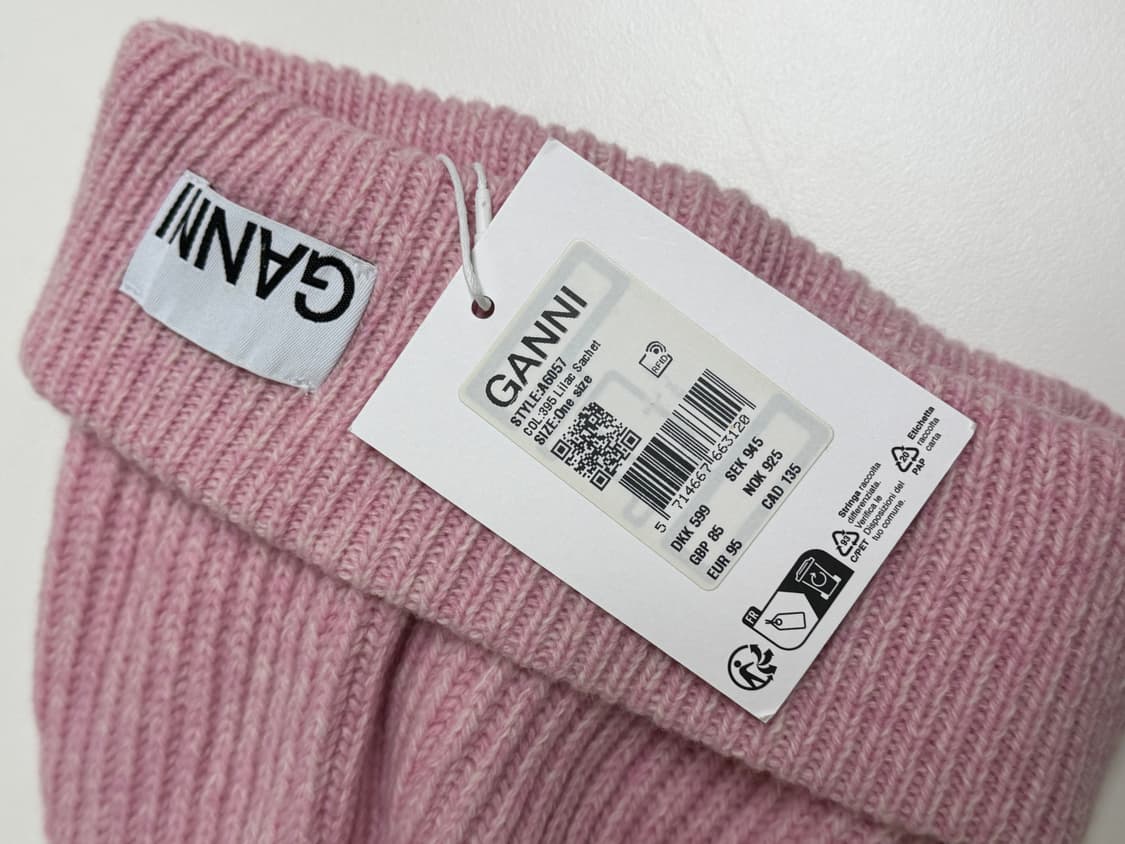 GANNI
GANNI
STYLE:A6057
COL:395 Lilac Sachet
SIZE:One size
RFID
5 714667 663120
DKK 599
SEK 945
GBP 85
NOK 925
EUR 95
CAD 135
FR
93
C/PET
Stringa raccolta
differenziata.
Verifica le
Disposizioni del
tuo comune.
20
PAP
Etichetta
raccolta
carta